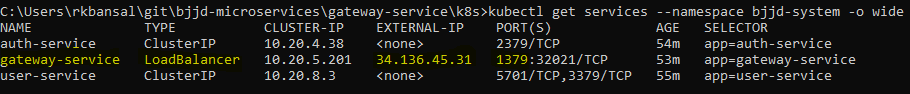 C:\Users\rkbansal\git\bjjd-microservices\gateway-service\k8s>kubectl get services --namespace bjjd-system -o wide
NAME TYPE CLUSTER-IP EXTERNAL-IP PORT(S) AGE SELECTOR
auth-service ClusterIP 10.20.4.38 <none> 2379/TCP 54m app=auth-service
gateway-service LoadBalancer 10.20.5.201 34.136.45.31 1379:32021/TCP 53m app=gateway-service
user-service ClusterIP 10.20.8.3 <none> 5701/TCP,3379/TCP 55m app=user-service